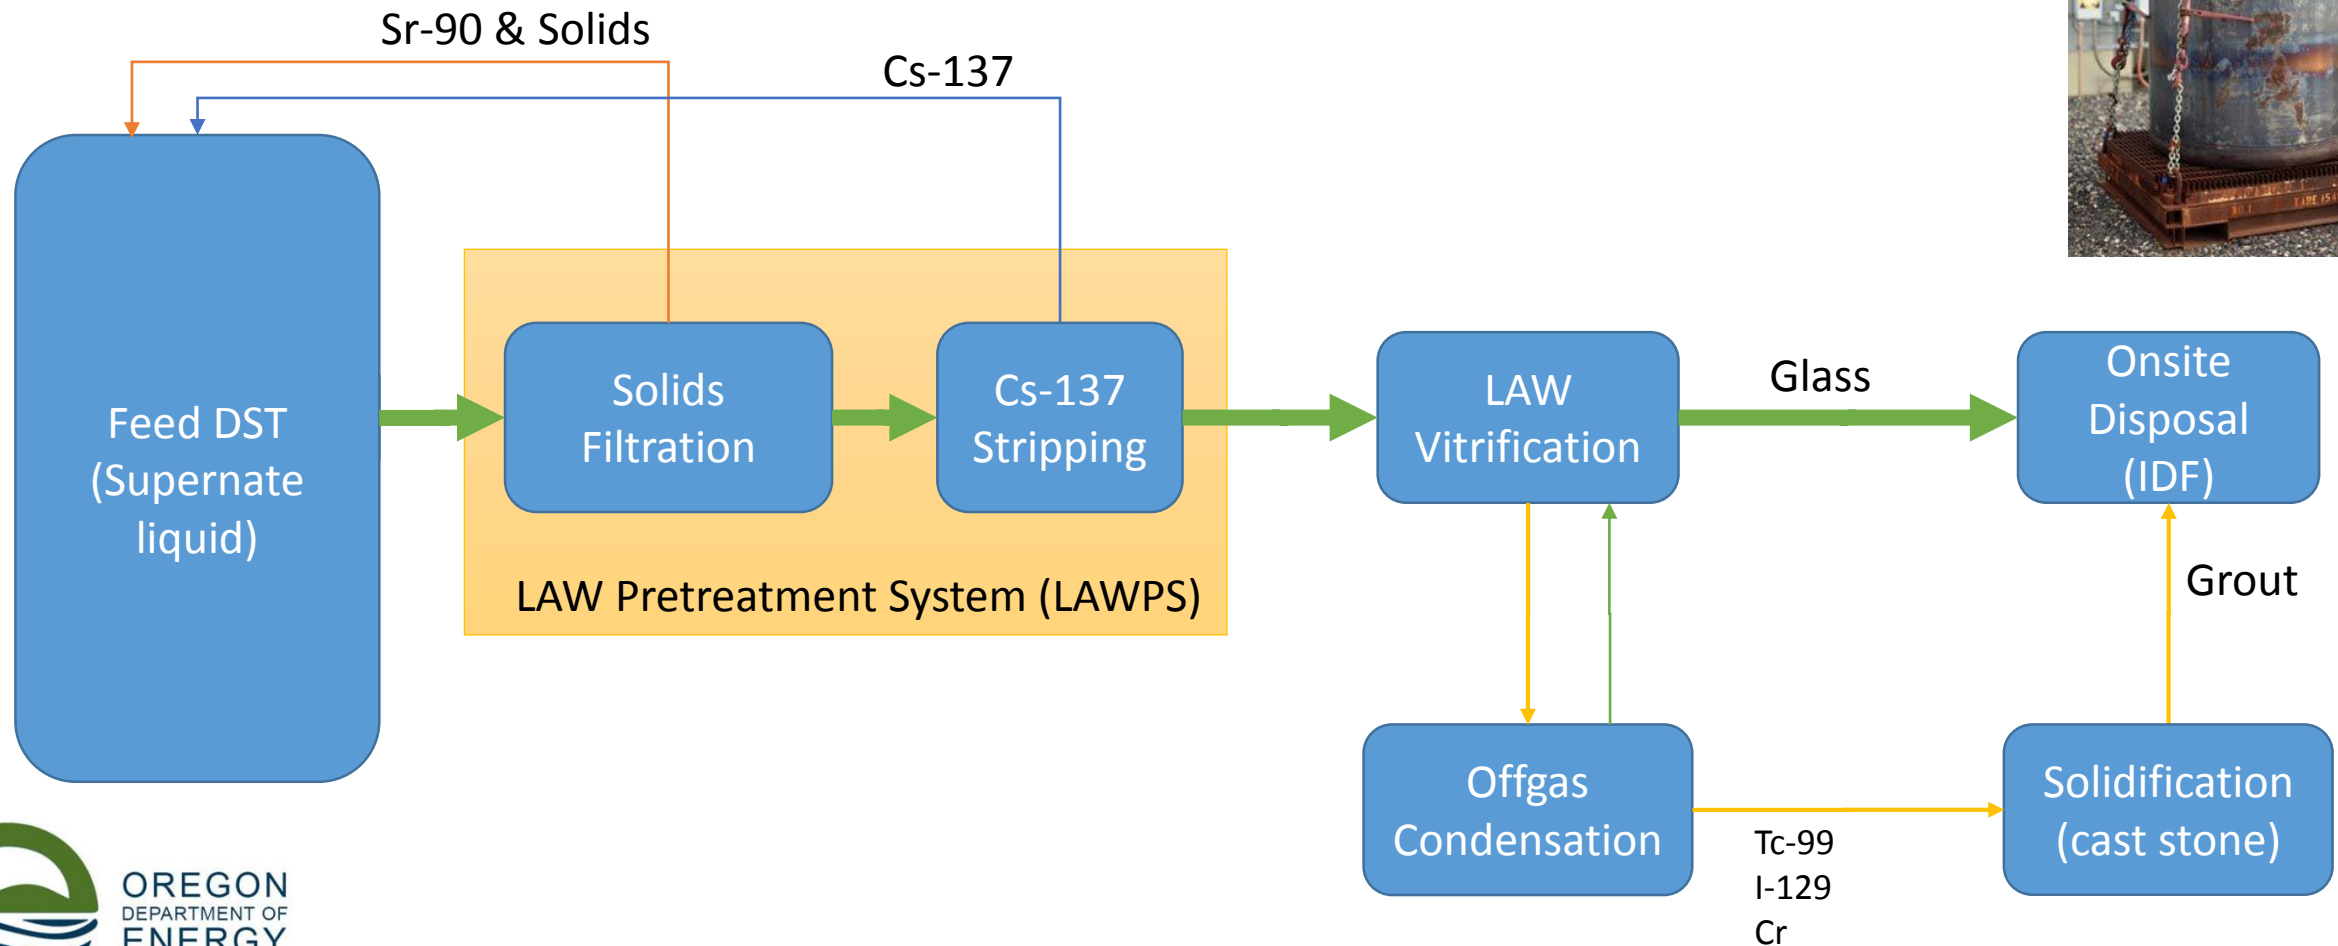 Sr-90 & Solids
Cs-137
Feed DST
(Supernate
liquid)
Solids
Filtration
Cs-137
Stripping
LAW Pretreatment System (LAWPS)
LAW
Vitrification
Glass
Onsite
Disposal
(IDF)
Grout
Offgas
Condensation
Tc-99
I-129
Cr
Solidification
(cast stone)
OREGON
DEPARTMENT OF
ENERGY